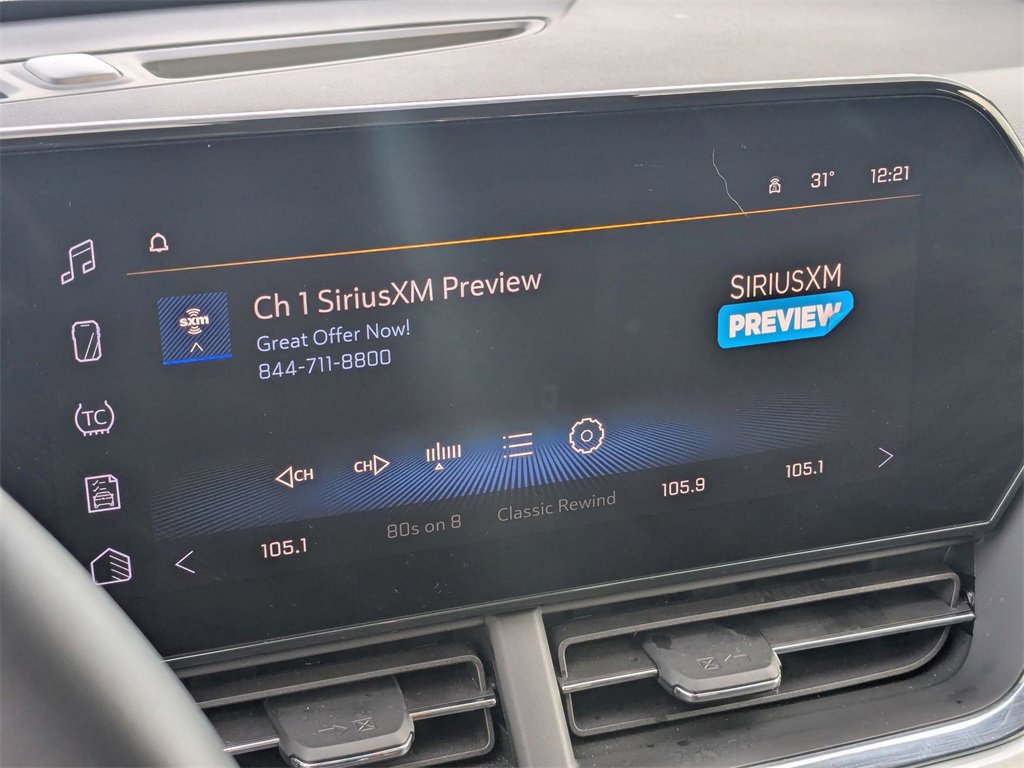 31° 12:21
sxm
Ch 1 SiriusXM Preview
Great Offer Now!
844-711-8800
SIRIUSXM
PREVIEW
TC
CH
CH
105.1
80s on 8
Classic Rewind
105.9
105.1